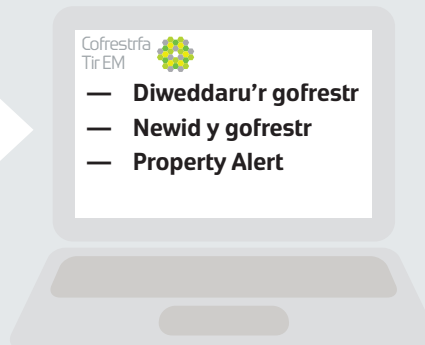 Cofrestrfa
Tir EM
— Diweddaru’r gofrestr
— Newid y gofrestr
— Property Alert